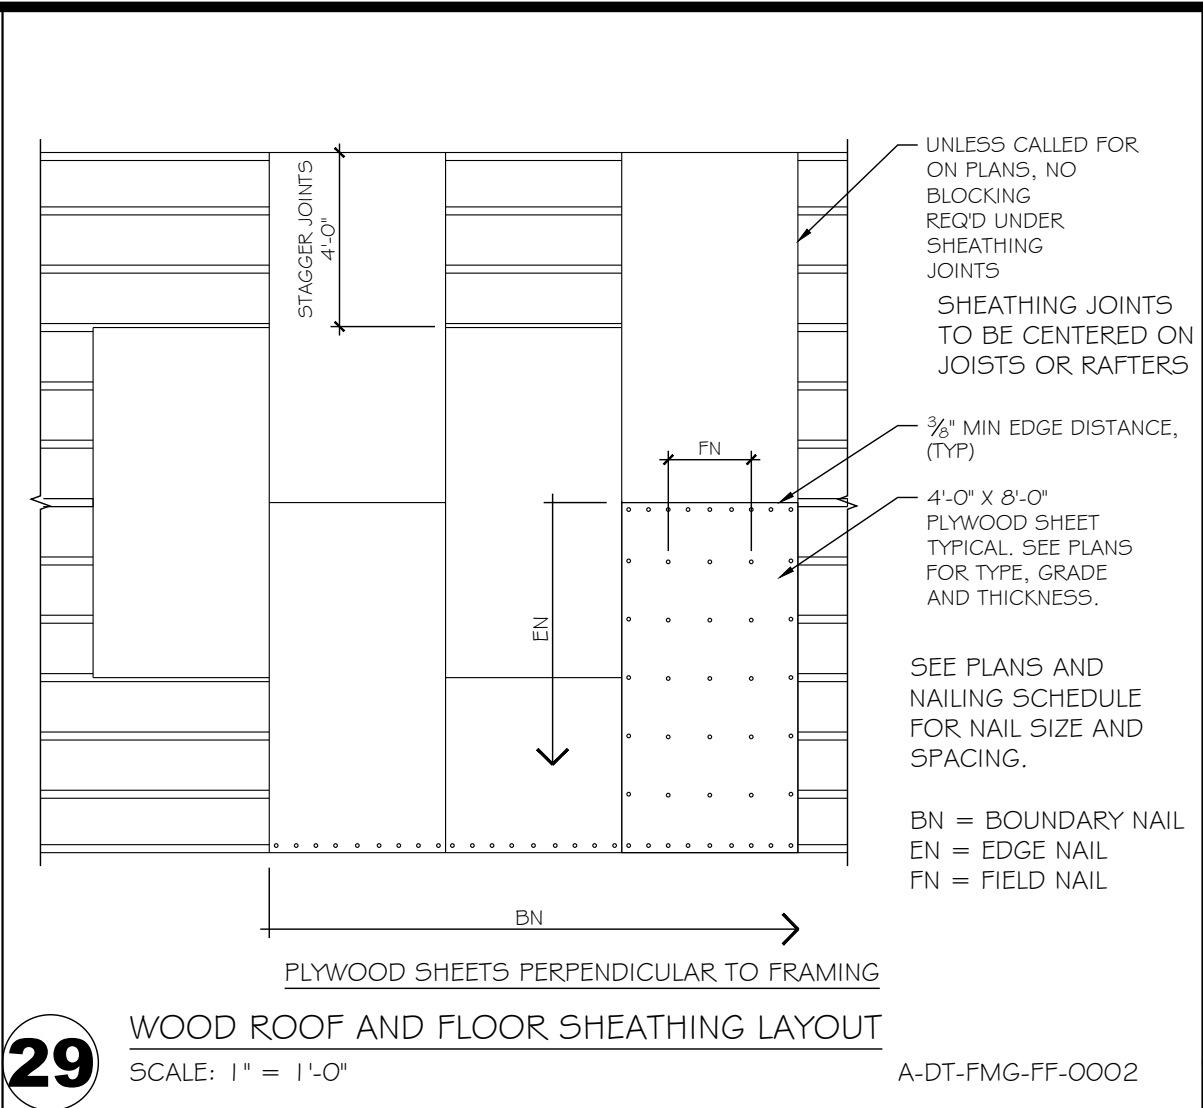 UNLESS CALLED FOR
ON PLANS, NO
BLOCKING
REQ'D UNDER
SHEATHING
JOINTS
SHEATHING JOINTS
TO BE CENTERED ON
JOISTS OR RAFTERS
STAGGER JOINTS
4'-0"
FN
3/8" MIN EDGE DISTANCE,
(TYP)
4'-0" X 8'-0"
PLYWOOD SHEET
TYPICAL. SEE PLANS
FOR TYPE, GRADE
AND THICKNESS.
EN
SEE PLANS AND
NAILING SCHEDULE
FOR NAIL SIZE AND
SPACING.
BN = BOUNDARY NAIL
EN = EDGE NAIL
FN = FIELD NAIL
BN
PLYWOOD SHEETS PERPENDICULAR TO FRAMING
29
WOOD ROOF AND FLOOR SHEATHING LAYOUT
SCALE: 1" = 1'-0"
A-DT-FMG-FF-0002